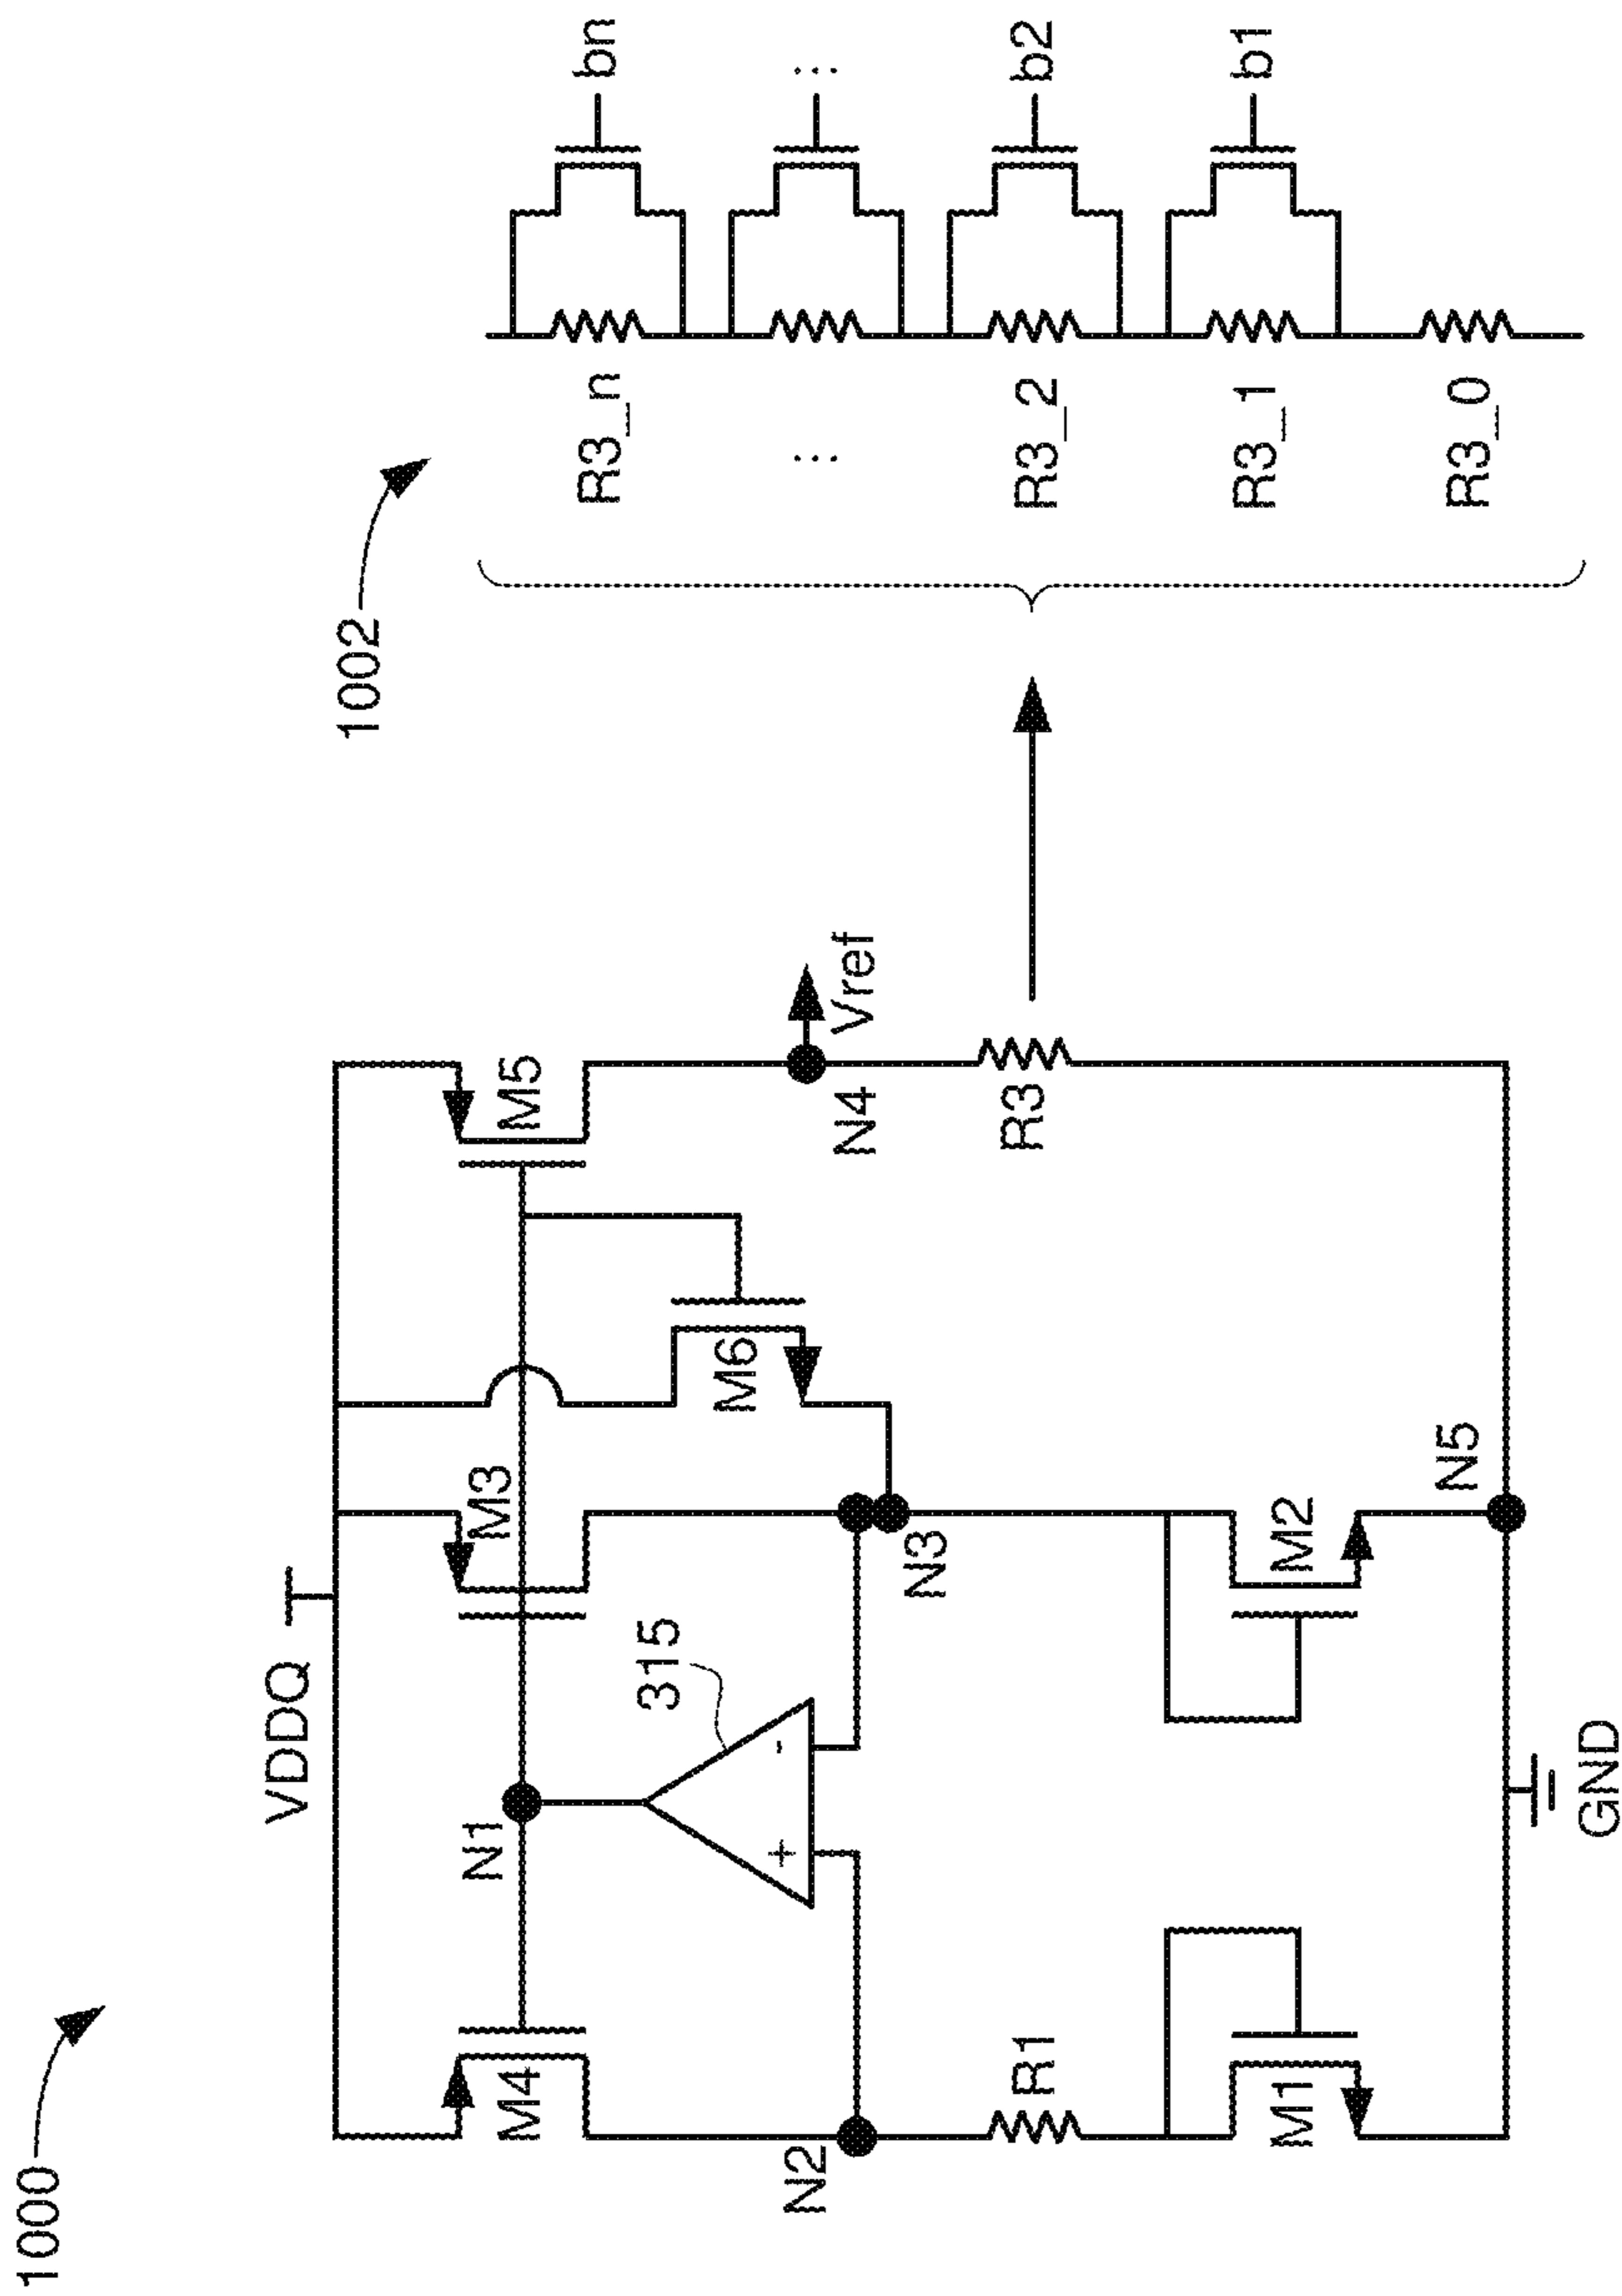 1000
VDDQ
M4
N1
M3
M5
315
+
-
M6
N2
N3
N4
Vref
R1
R3
M1
M2
N5
GND
1002
R3_n
bn
⋮
⋮
R3_2
b2
R3_1
b1
R3_0